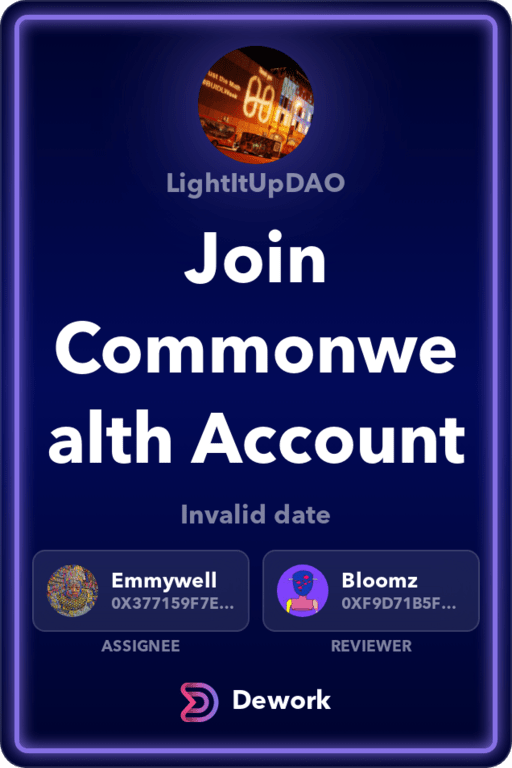 LightItUpDAO
Join
Commonwe
alth Account
Invalid date
Emmywell
0X377159F7E...
ASSIGNEE
Bloomz
0XF9D71B5F...
REVIEWER
Dework